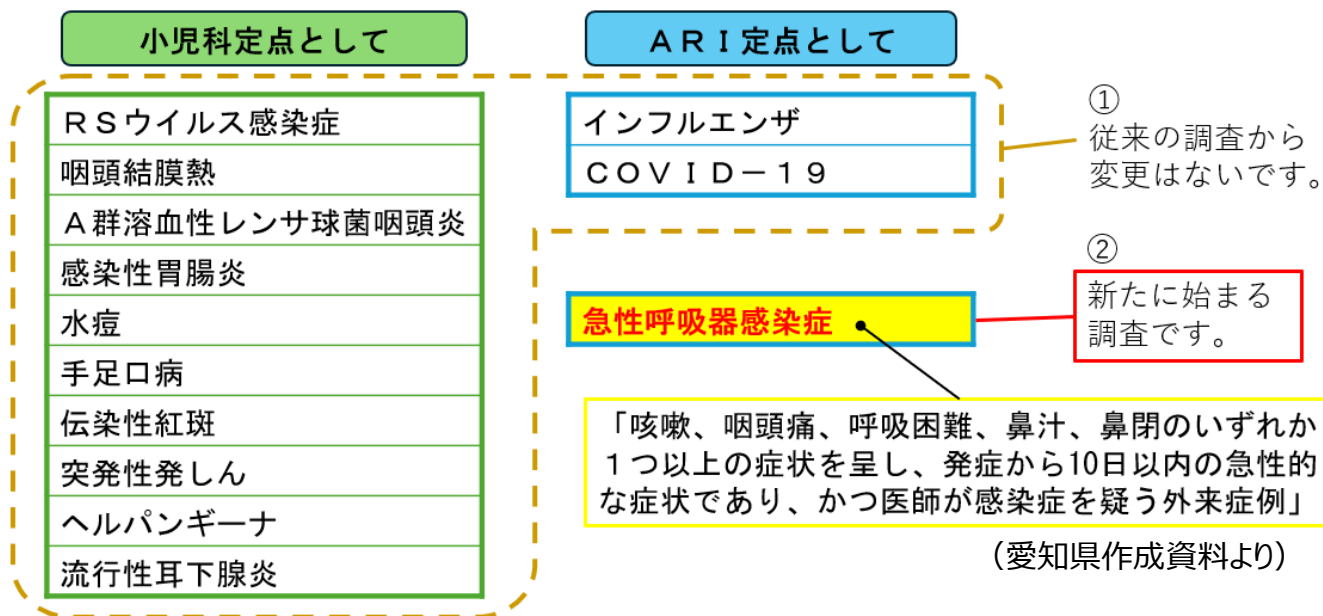 小児科定点として
ＲＳウイルス感染症
咽頭結膜熱
Ａ群溶血性レンサ球菌咽頭炎
感染性胃腸炎
水痘
手足口病
伝染性紅斑
突発性発しん
ヘルパンギーナ
流行性耳下腺炎
ＡＲＩ定点として
インフルエンザ
ＣＯＶＩＤ－１９
①
従来の調査から
変更はないです。
急性呼吸器感染症
②
新たに始まる
調査です。
「咳嗽、咽頭痛、呼吸困難、鼻汁、鼻閉のいずれか
１つ以上の症状を呈し、発症から10日以内の急性的
な症状であり、かつ医師が感染症を疑う外来症例」
（愛知県作成資料より）